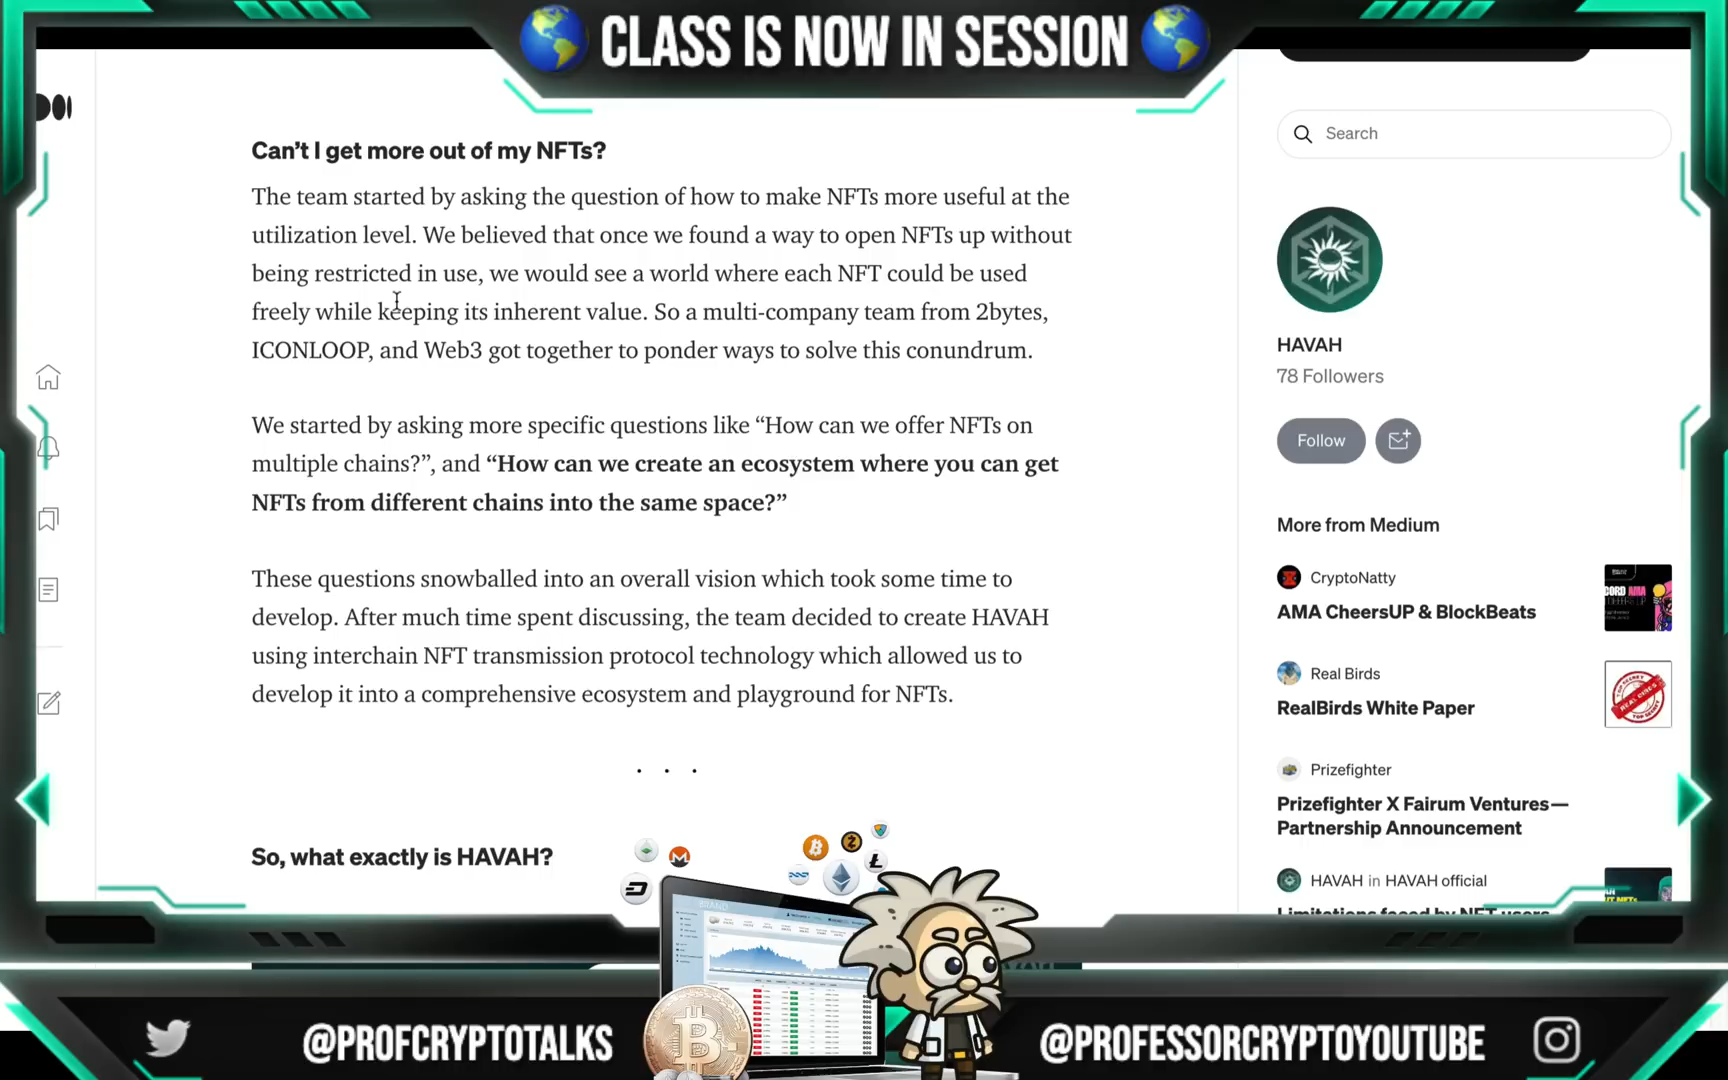 CLASS IS NOW IN SESSION
Can’t I get more out of my NFTs?
The team started by asking the question of how to make NFTs more useful at the
utilization level. We believed that once we found a way to open NFTs up without
being restricted in use, we would see a world where each NFT could be used
freely while keeping its inherent value. So a multi-company team from 2bytes,
ICONLOOP, and Web3 got together to ponder ways to solve this conundrum.
We started by asking more specific questions like “How can we offer NFTs on
multiple chains?”, and “How can we create an ecosystem where you can get
NFTs from different chains into the same space?”
These questions snowballed into an overall vision which took some time to
develop. After much time spent discussing, the team decided to create HAVAH
using interchain NFT transmission protocol technology which allowed us to
develop it into a comprehensive ecosystem and playground for NFTs.
. . .
So, what exactly is HAVAH?
Search
HAVAH
78 Followers
Follow
More from Medium
CryptoNatty
AMA CheersUP & BlockBeats
Real Birds
RealBirds White Paper
Prizefighter
Prizefighter X Fairum Ventures—
Partnership Announcement
HAVAH in HAVAH official
Limitations faced by NFT users
@PROFCRYPTOTALKS
@PROFESSORCRYPTOYOUTUBE